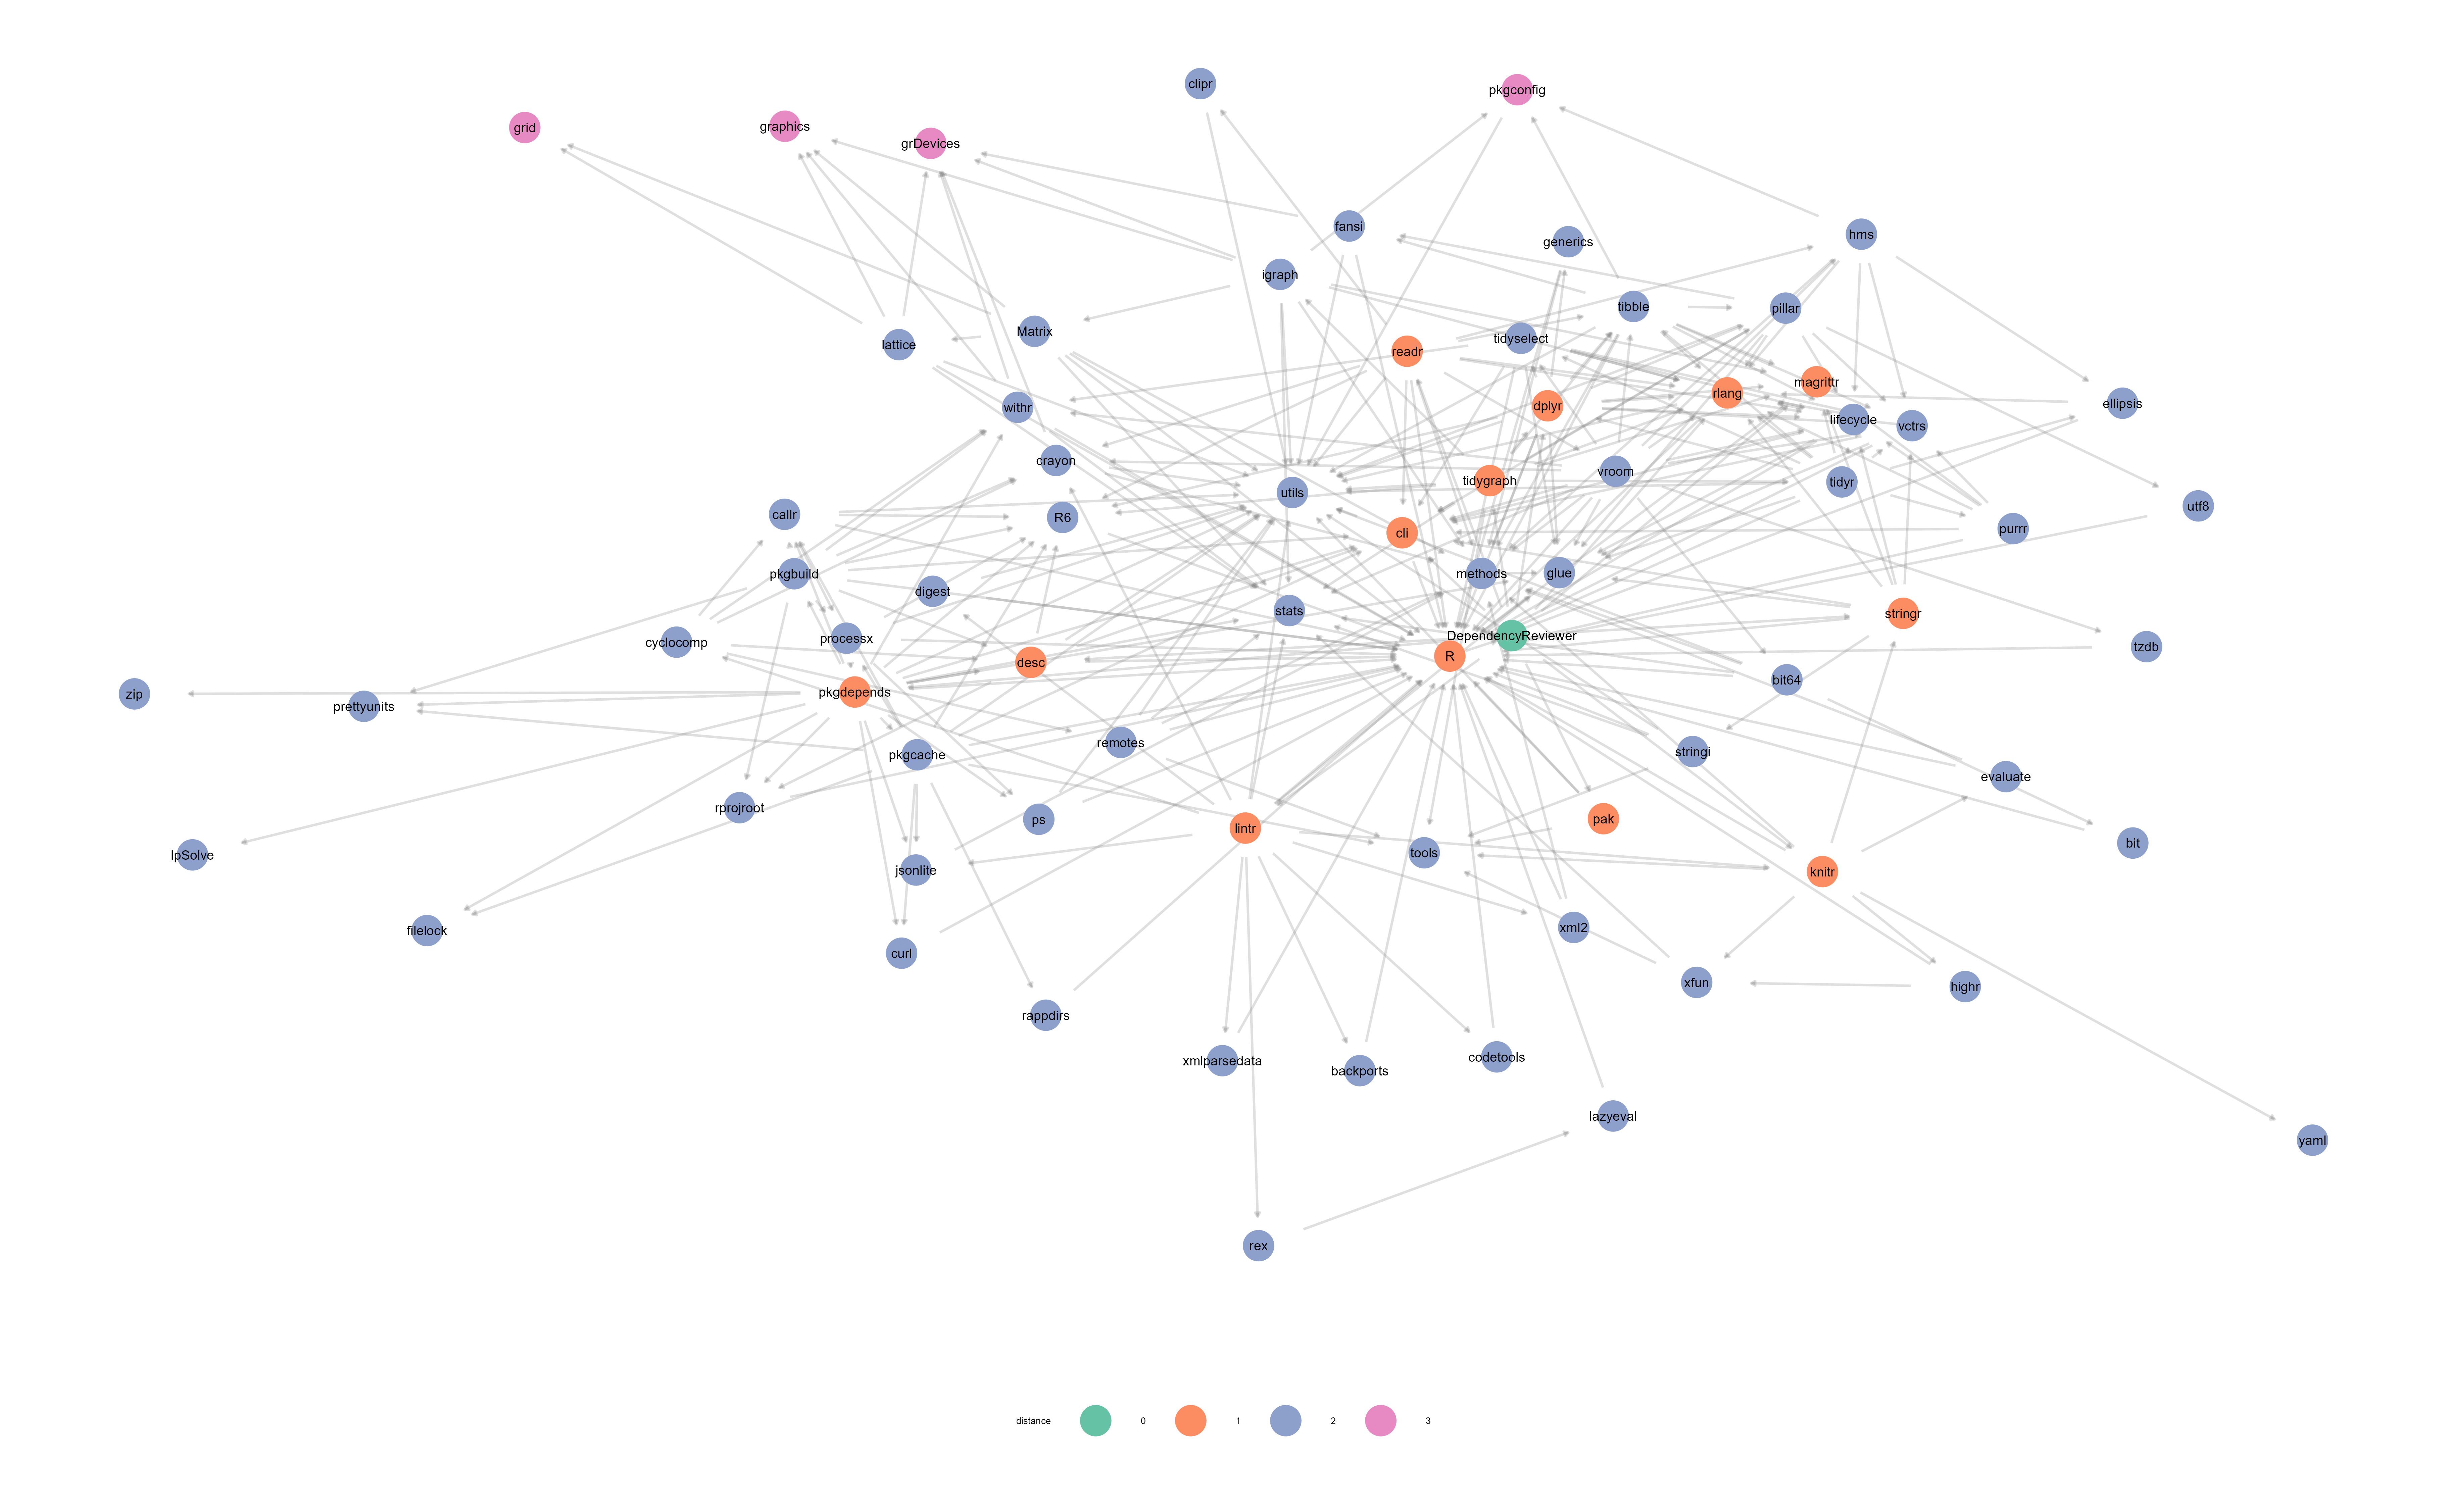 clipr
pkgconfig
grid
graphics
grDevices
fansi
generics
hms
igraph
tibble
pillar
Matrix
tidyselect
lattice
readr
magrittr
rlang
ellipsis
withr
dplyr
lifecycle
vctrs
crayon
vroom
tidygraph
tidyr
utils
utf8
callr
R6
purrr
cli
pkgbuild
methods
glue
digest
stats
stringr
DependencyReviewer
processx
cyclocomp
tzdb
R
desc
bit64
pkgdepends
zip
prettyunits
remotes
stringi
pkgcache
evaluate
rprojroot
ps
pak
lintr
bit
tools
lpSolve
jsonlite
knitr
xml2
filelock
curl
xfun
highr
rappdirs
codetools
xmlparsedata
backports
lazyeval
yaml
rex
distance 0 1 2 3